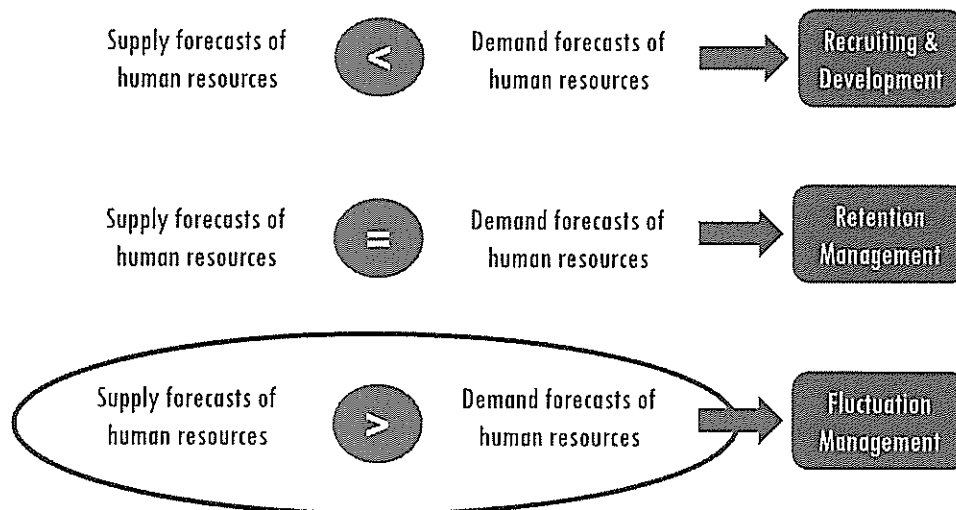 Supply forecasts of
human resources
<
Demand forecasts of
human resources
Recruiting &
Development
Supply forecasts of
human resources
=
Demand forecasts of
human resources
Retention
Management
Supply forecasts of
human resources
>
Demand forecasts of
human resources
Fluctuation
Management